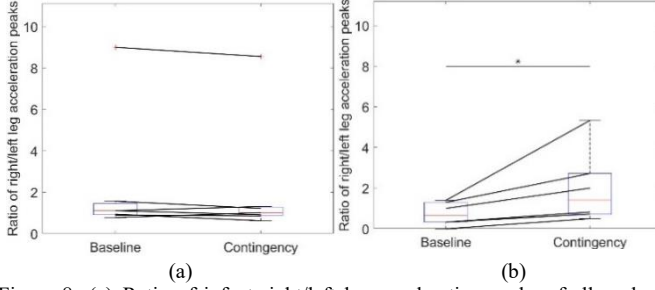 Ratio of right/left leg acceleration peaks
10
8
6
4
2
0
Baseline
Contingency
(a)
Ratio of right/left leg acceleration peaks
10
8
6
4
2
0
*
Baseline
Contingency
(b)